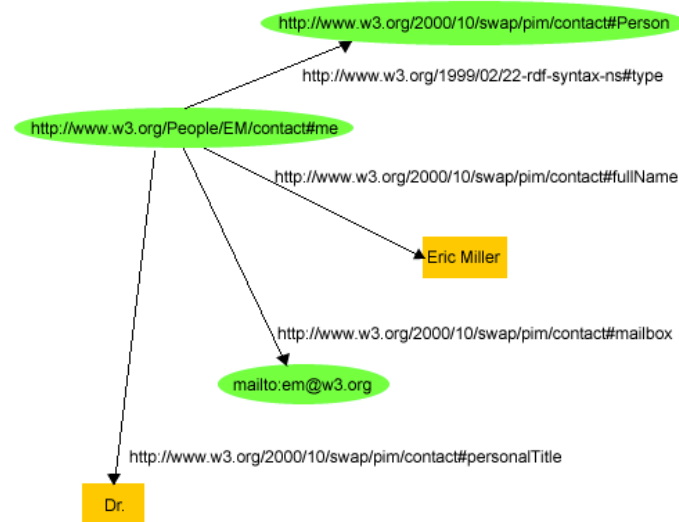 http://www.w3.org/2000/10/swap/pim/contact#Person
http://www.w3.org/1999/02/22-rdf-syntax-ns#type
http://www.w3.org/People/EM/contact#me
http://www.w3.org/2000/10/swap/pim/contact#fullName
Eric Miller
http://www.w3.org/2000/10/swap/pim/contact#mailbox
mailto:em@w3.org
http://www.w3.org/2000/10/swap/pim/contact#personalTitle
Dr.